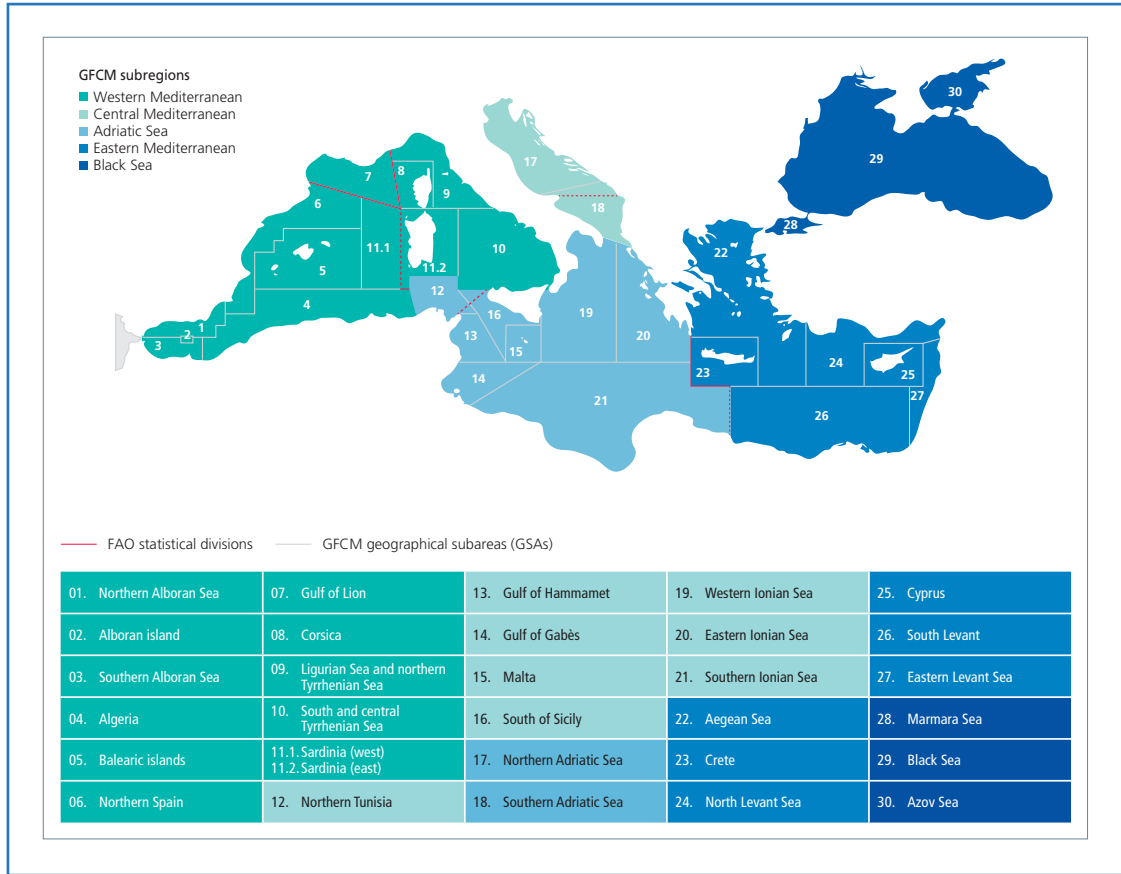 GFCM subregions
Western Mediterranean
Central Mediterranean
Adriatic Sea
Eastern Mediterranean
Black Sea
30
29
28
17
18
7
8
9
6
11.1
11.2
10
5
4
12
1
2
3
16
13
15
14
19
20
21
22
23
24
25
26
27
FAO statistical divisions
GFCM geographical subareas (GSAs)
01. Northern Alboran Sea
02. Alboran island
03. Southern Alboran Sea
04. Algeria
05. Balearic islands
06. Northern Spain
07. Gulf of Lion
08. Corsica
09. Ligurian Sea and northern
Tyrrhenian Sea
10. South and central
Tyrrhenian Sea
11.1. Sardinia (west)
11.2. Sardinia (east)
12. Northern Tunisia
13. Gulf of Hammamet
14. Gulf of Gabès
15. Malta
16. South of Sicily
17. Northern Adriatic Sea
18. Southern Adriatic Sea
19. Western Ionian Sea
20. Eastern Ionian Sea
21. Southern Ionian Sea
22. Aegean Sea
23. Crete
24. North Levant Sea
25. Cyprus
26. South Levant
27. Eastern Levant Sea
28. Marmara Sea
29. Black Sea
30. Azov Sea